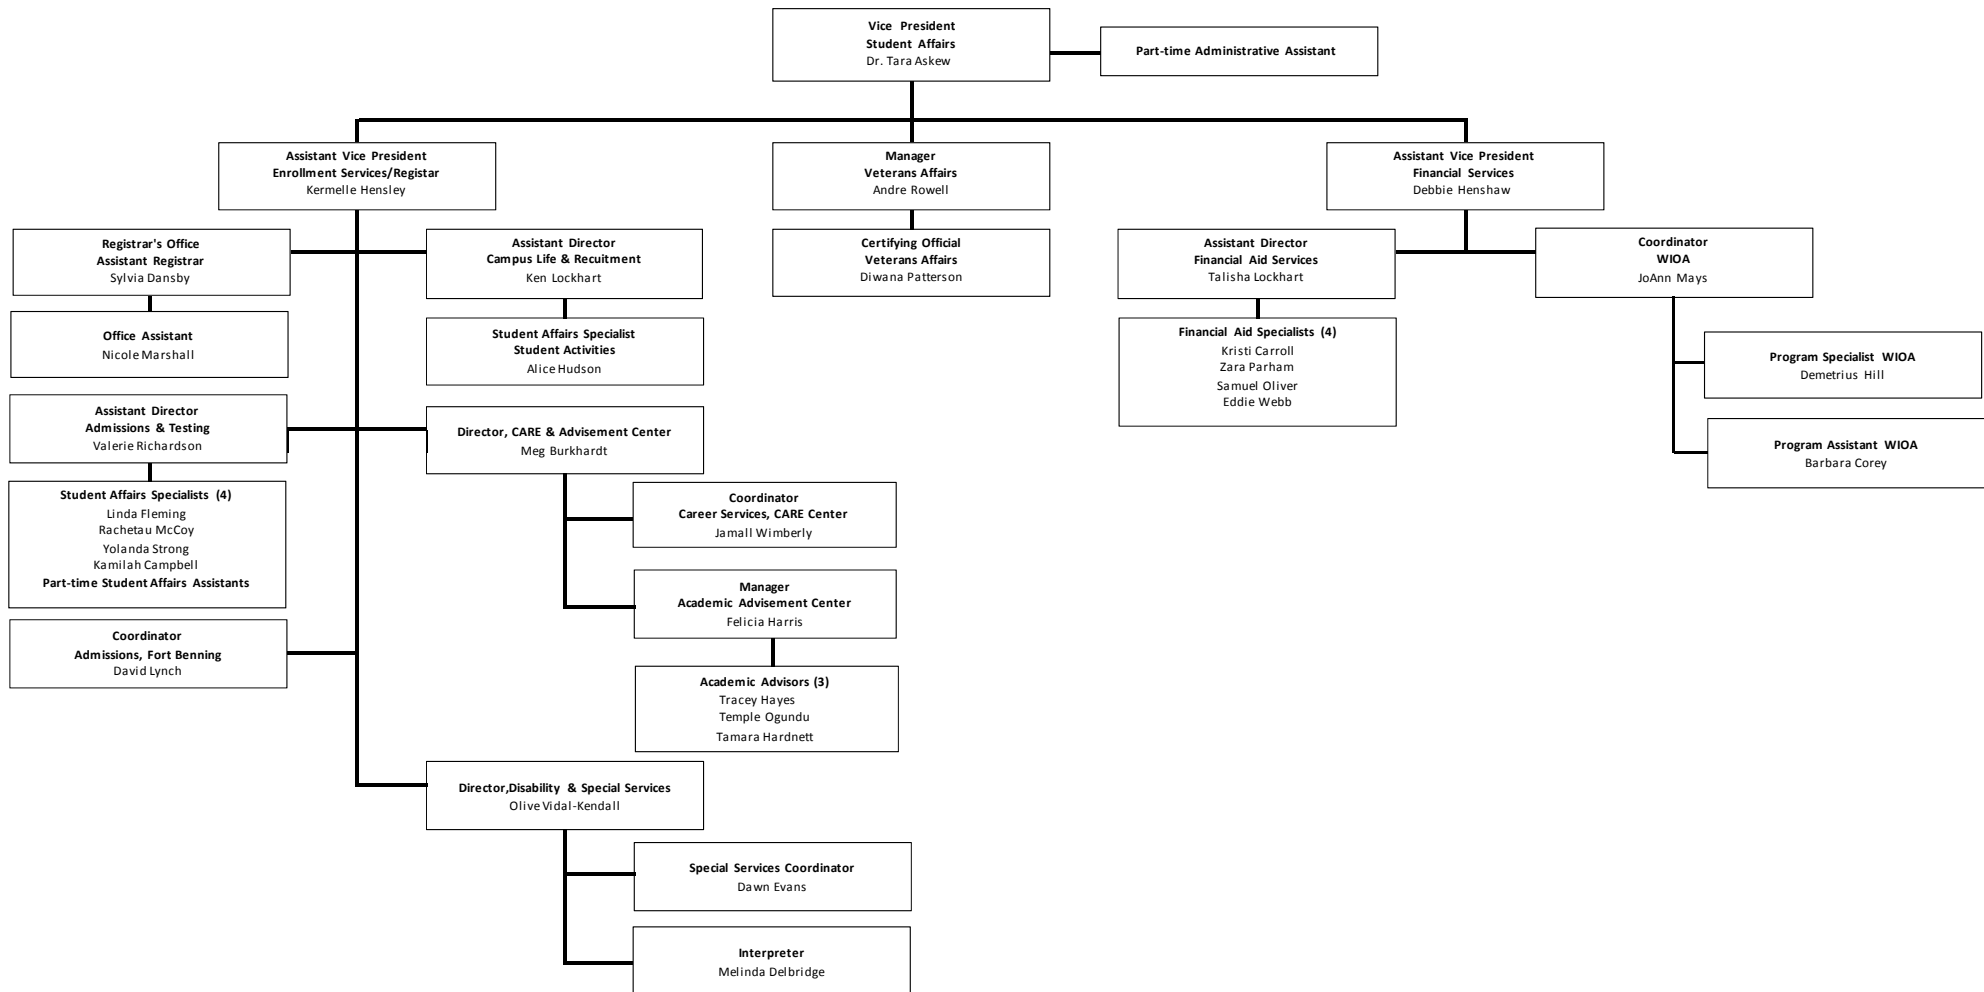 Vice President
Student Affairs
Dr. Tara Askew
Part-time Administrative Assistant
Assistant Vice President
Enrollment Services/Registar
Kermelle Hensley
Manager
Veterans Affairs
Andre Rowell
Assistant Vice President
Financial Services
Debbie Henshaw
Registrar's Office
Assistant Registrar
Sylvia Dansby
Assistant Director
Campus Life & Recuitment
Ken Lockhart
Certifying Official
Veterans Affairs
Diwana Patterson
Assistant Director
Financial Aid Services
Talisha Lockhart
Coordinator
WIOA
JoAnn Mays
Office Assistant
Nicole Marshall
Student Affairs Specialist
Student Activities
Alice Hudson
Financial Aid Specialists (4)
Kristi Carroll
Zara Parham
Samuel Oliver
Eddie Webb
Program Specialist WIOA
Demetrius Hill
Assistant Director
Admissions & Testing
Valerie Richardson
Director, CARE & Advisement Center
Meg Burkhardt
Program Assistant WIOA
Barbara Corey
Student Affairs Specialists (4)
Linda Fleming
Rachetau McCoy
Yolanda Strong
Kamilah Campbell
Part-time Student Affairs Assistants
Coordinator
Career Services, CARE Center
Jamall Wimberly
Manager
Academic Advisement Center
Felicia Harris
Coordinator
Admissions, Fort Benning
David Lynch
Academic Advisors (3)
Tracey Hayes
Temple Ogundu
Tamara Hardnett
Director,Disability & Special Services
Olive Vidal-Kendall
Special Services Coordinator
Dawn Evans
Interpreter
Melinda Delbridge